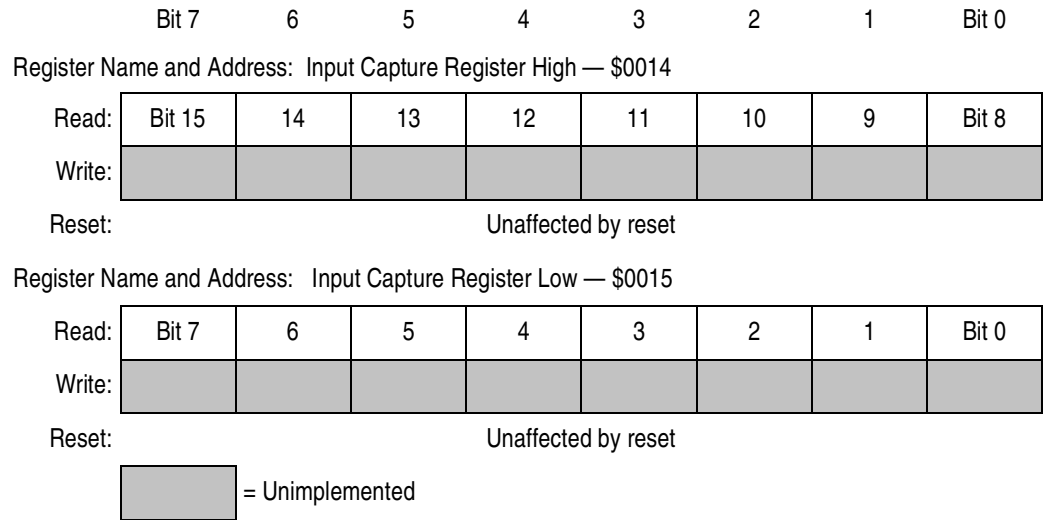 Bit 7 6 5 4 3 2 1 Bit 0
Register Name and Address: Input Capture Register High — $0014
Read: Bit 15 14 13 12 11 10 9 Bit 8
Write:
Reset: Unaffected by reset
Register Name and Address: Input Capture Register Low — $0015
Read: Bit 7 6 5 4 3 2 1 Bit 0
Write:
Reset: Unaffected by reset
= Unimplemented